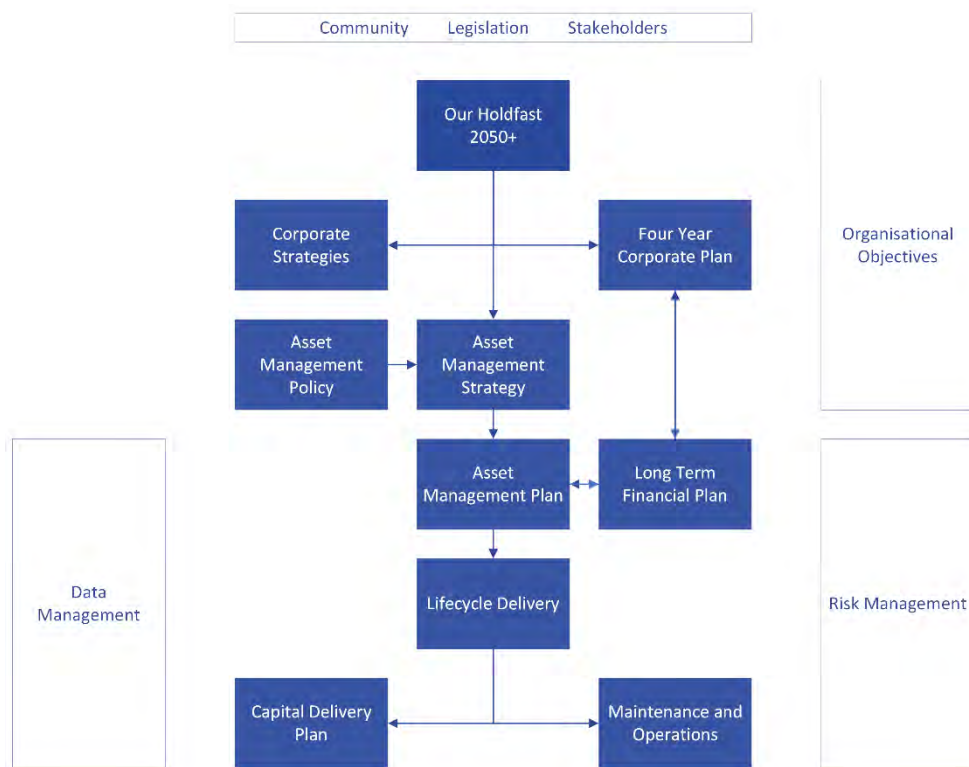 Community Legislation Stakeholders
Our Holdfast
2050+
Corporate
Strategies
Four Year
Corporate Plan
Organisational
Objectives
Asset
Management
Policy
Asset
Management
Strategy
Asset
Management Plan
Long Term
Financial Plan
Data
Management
Lifecycle Delivery
Risk Management
Capital Delivery
Plan
Maintenance and
Operations